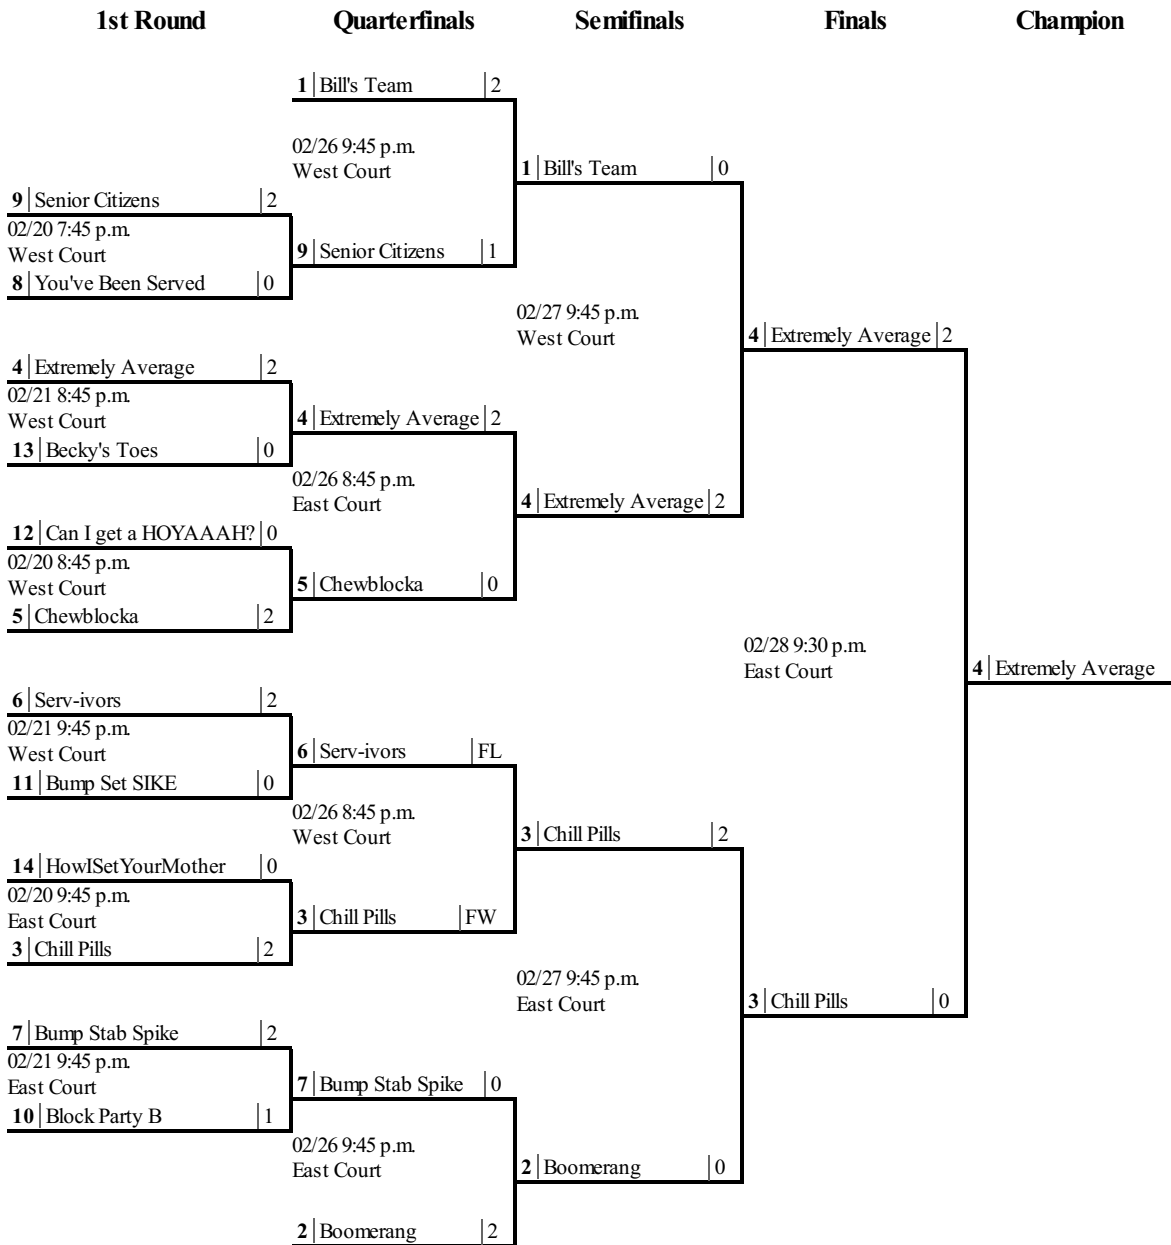 1st Round Quarterfinals Semifinals Finals Champion
1 Bill's Team 2
02/26 9:45 p.m.
West Court
1 Bill's Team 0
9 Senior Citizens 2
02/20 7:45 p.m.
West Court
9 Senior Citizens 1
8 You've Been Served 0
02/27 9:45 p.m.
West Court
4 Extremely Average 2
4 Extremely Average 2
02/21 8:45 p.m.
West Court
4 Extremely Average 2
13 Becky's Toes 0
02/26 8:45 p.m.
East Court
4 Extremely Average 2
12 Can I get a HOYAAAH? 0
02/20 8:45 p.m.
West Court
5 Chewblocka 0
5 Chewblocka 2
02/28 9:30 p.m.
East Court
4 Extremely Average
6 Serv-ivors 2
02/21 9:45 p.m.
West Court
6 Serv-ivors FL
11 Bump Set SIKE 0
02/26 8:45 p.m.
West Court
3 Chill Pills 2
14 HowISetYourMother 0
02/20 9:45 p.m.
East Court
3 Chill Pills FW
3 Chill Pills 2
02/27 9:45 p.m.
East Court
3 Chill Pills 0
7 Bump Stab Spike 2
02/21 9:45 p.m.
East Court
7 Bump Stab Spike 0
10 Block Party B 1
02/26 9:45 p.m.
East Court
2 Boomerang 0
2 Boomerang 2